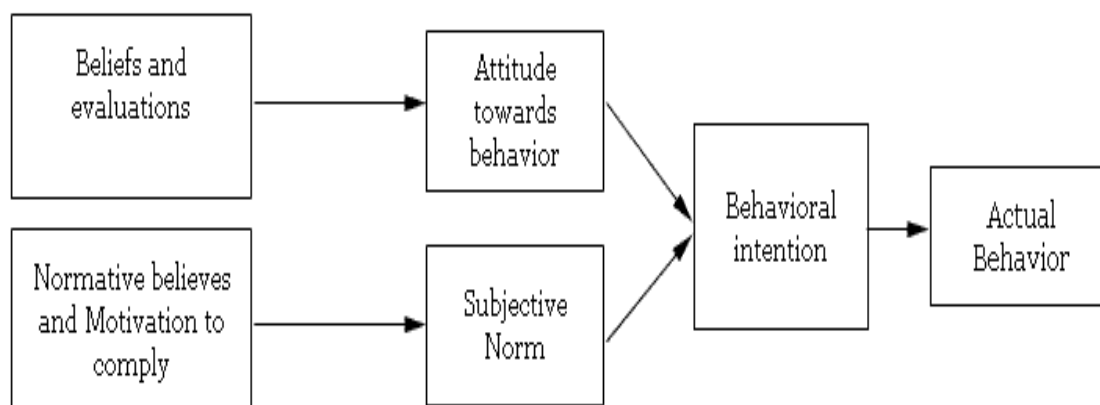 Beliefs and
evaluations
Attitude
towards
behavior
Behavioral
intention
Actual
Behavior
Normative believes
and Motivation to
comply
Subjective
Norm